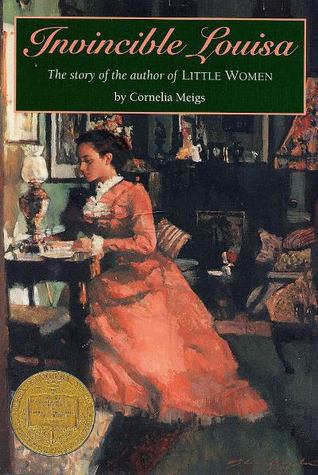 Invincible Louisa
The story of the author of LITTLE WOMEN
by Cornelia Meigs